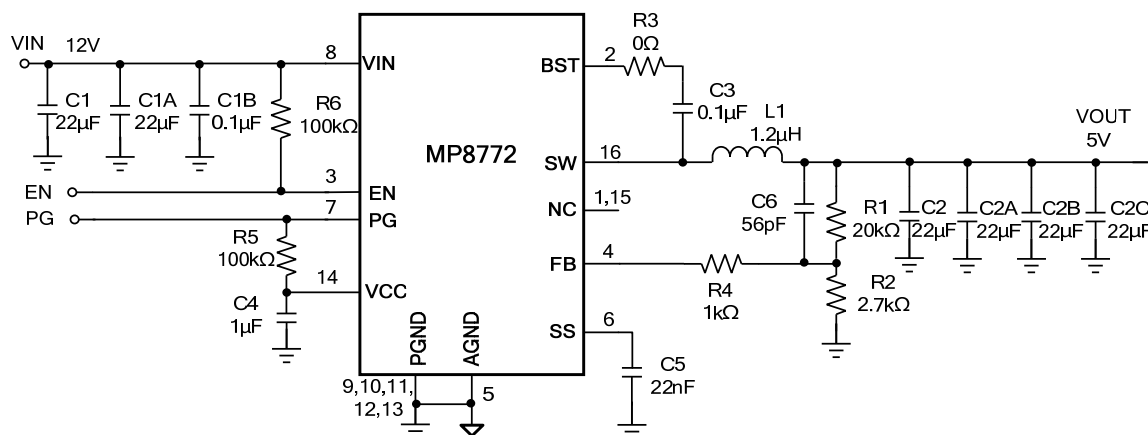 VIN 12V
C1
22µF
C1A
22µF
C1B
0.1µF
R6
100kΩ
EN
PG
R5
100kΩ
C4
1µF
8
3
7
14
VIN
EN
PG
VCC
MP8772
BST
SW
NC
FB
SS
PGND
AGND
9,10,11,
12,13
5
2
16
1,15
4
6
R3
0Ω
C3
0.1µF
L1
1.2µH
C6
56pF
R1
20kΩ
R4
1kΩ
R2
2.7kΩ
C5
22nF
C2
22µF
C2A
22µF
C2B
22µF
C2C
22µF
VOUT
5V